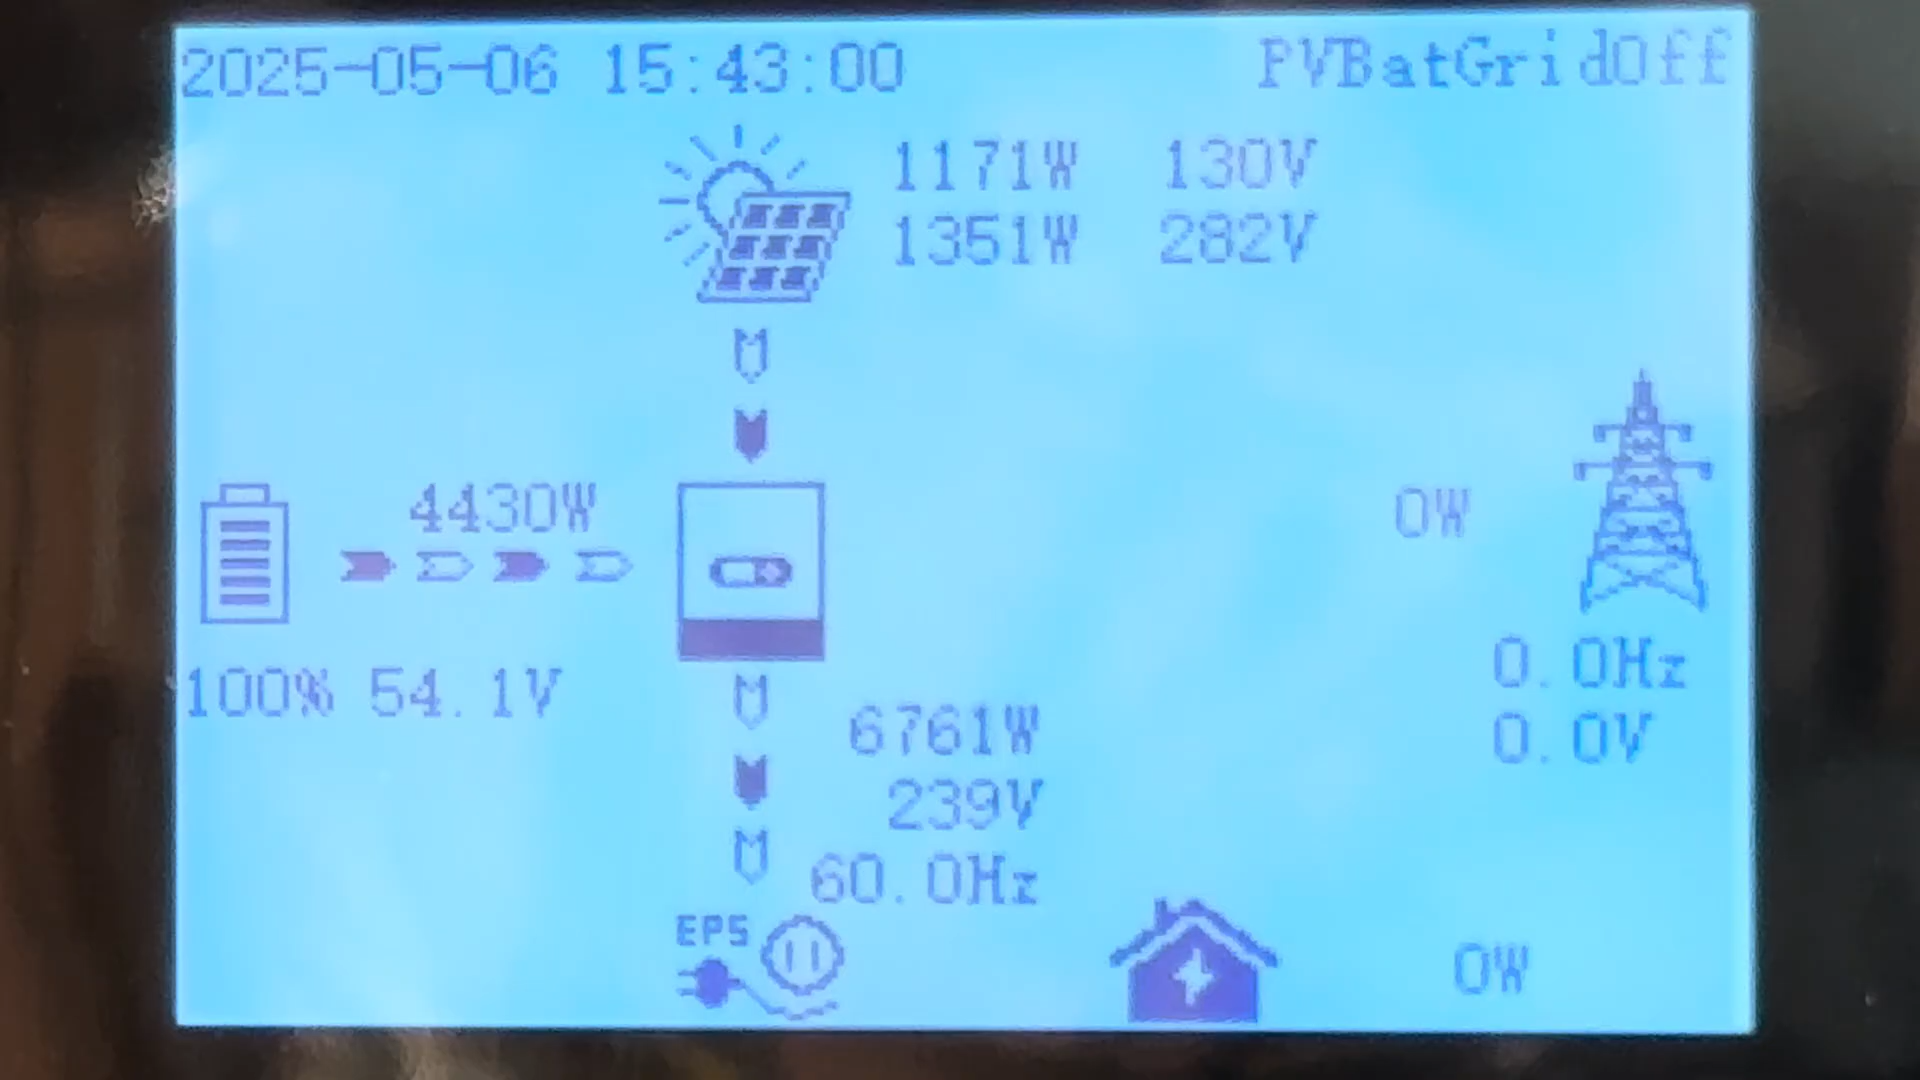 2025-05-06 15:43:00 PVBatGridOff
1171W 130V
1351W 282V
4430W
0W
100% 54.1V
0.0Hz
0.0V
6761W
239V
60.0Hz
EPS
0W